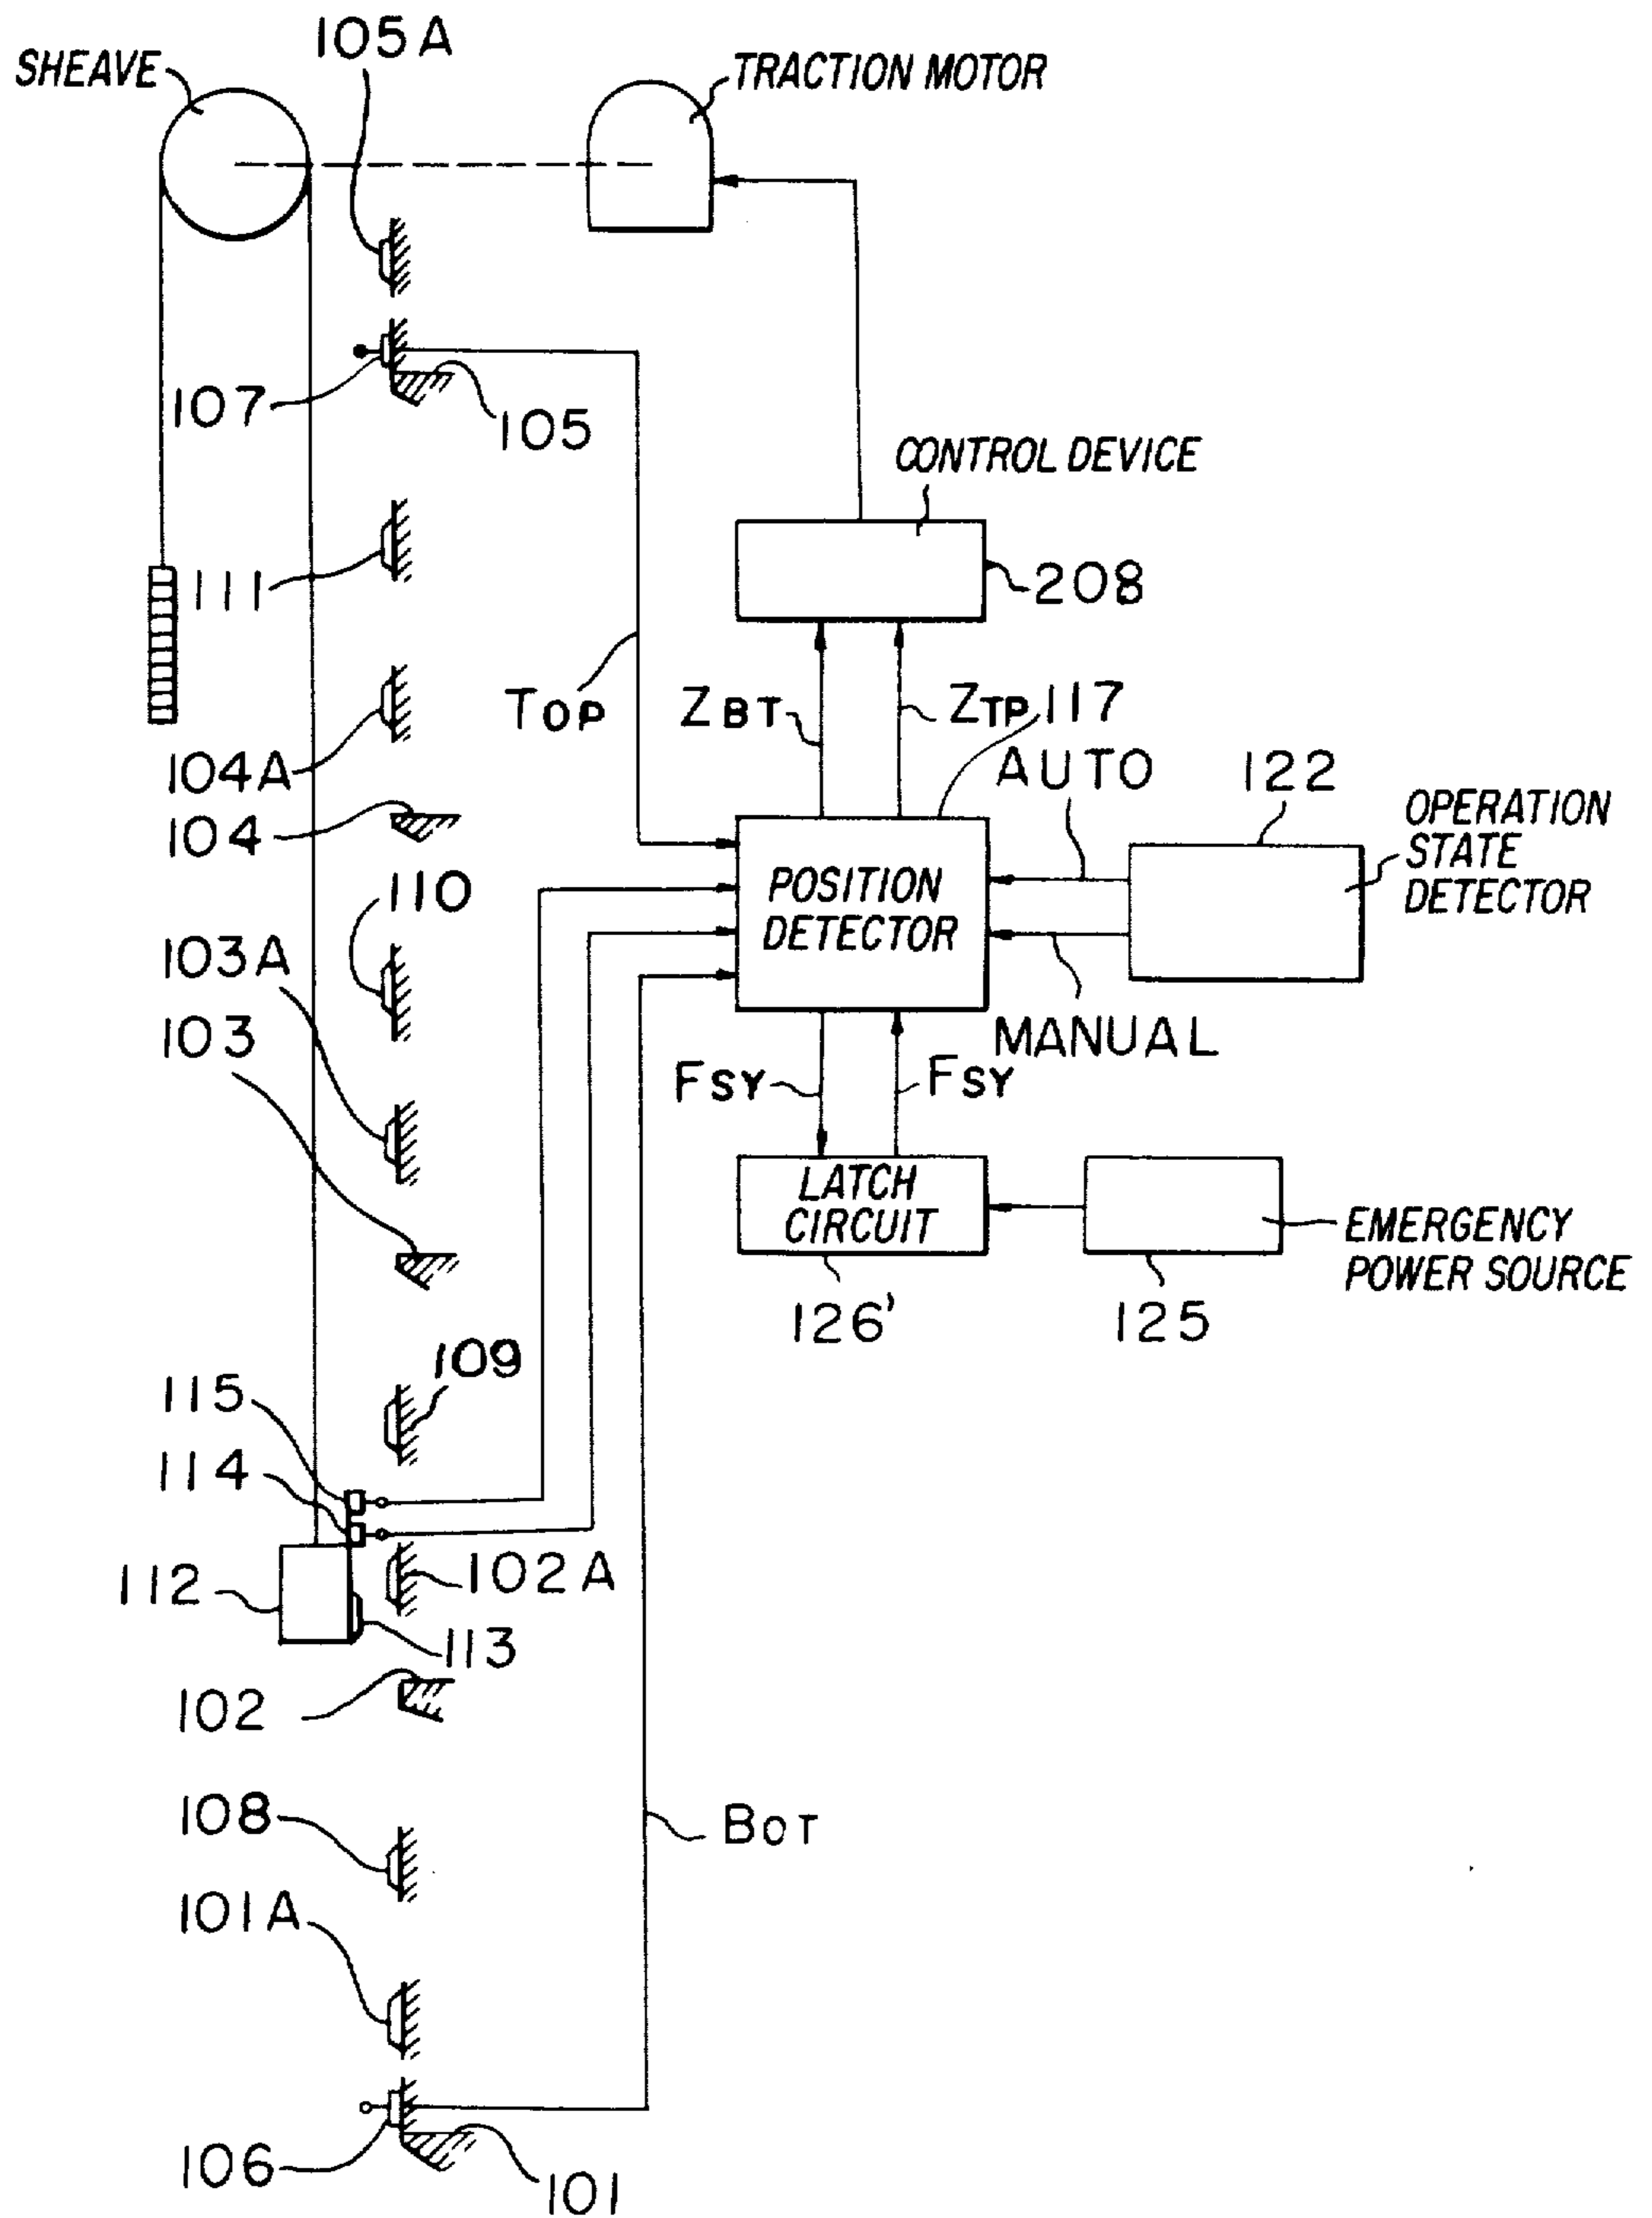 105A
SHEAVE
TRACTION MOTOR
107
105
CONTROL DEVICE
111
208
TOP
ZBT
ZTP
117
104A
AUTO
122
104
OPERATION
STATE
DETECTOR
110
POSITION
DETECTOR
103A
103
MANUAL
FSY
FSY
LATCH
CIRCUIT
EMERGENCY
POWER SOURCE
126'
125
109
115
114
102A
112
113
102
108
BOT
101A
106
101